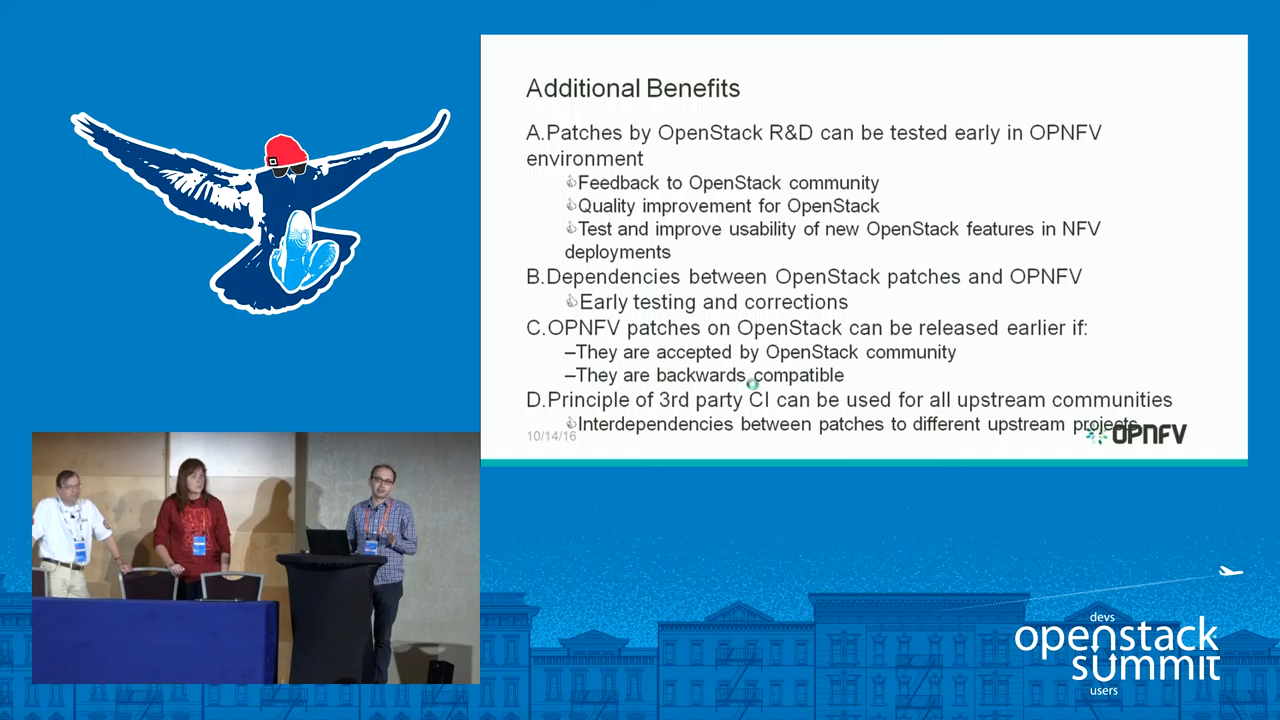 Additional Benefits
A.Patches by OpenStack R&D can be tested early in OPNFV
environment
Feedback to OpenStack community
Quality improvement for OpenStack
Test and improve usability of new OpenStack features in NFV
deployments
B.Dependencies between OpenStack patches and OPNFV
Early testing and corrections
C.OPNFV patches on OpenStack can be released earlier if:
–They are accepted by OpenStack community
–They are backwards compatible
D.Principle of 3rd party CI can be used for all upstream communities
Interdependencies between patches to different upstream projects
10/14/16
OPNFV
devs
openstack
summit
users